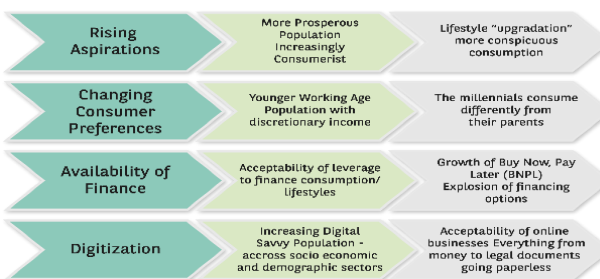 Rising
Aspirations
More Prosperous
Population
Increasingly
Consumerist
Lifestyle “upgradation”
more conspicuous
consumption
Changing
Consumer
Preferences
Younger Working Age
Population with
discretionary income
The millennials consume
differently from
their parents
Availability of
Finance
Acceptability of leverage
to finance consumption/
lifestyles
Growth of Buy Now, Pay
Later (BNPL)
Explosion of financing
options
Digitization
Increasing Digital
Savvy Population -
accross socio economic
and demographic sectors
Acceptability of online
businesses Everything from
money to legal documents
going paperless